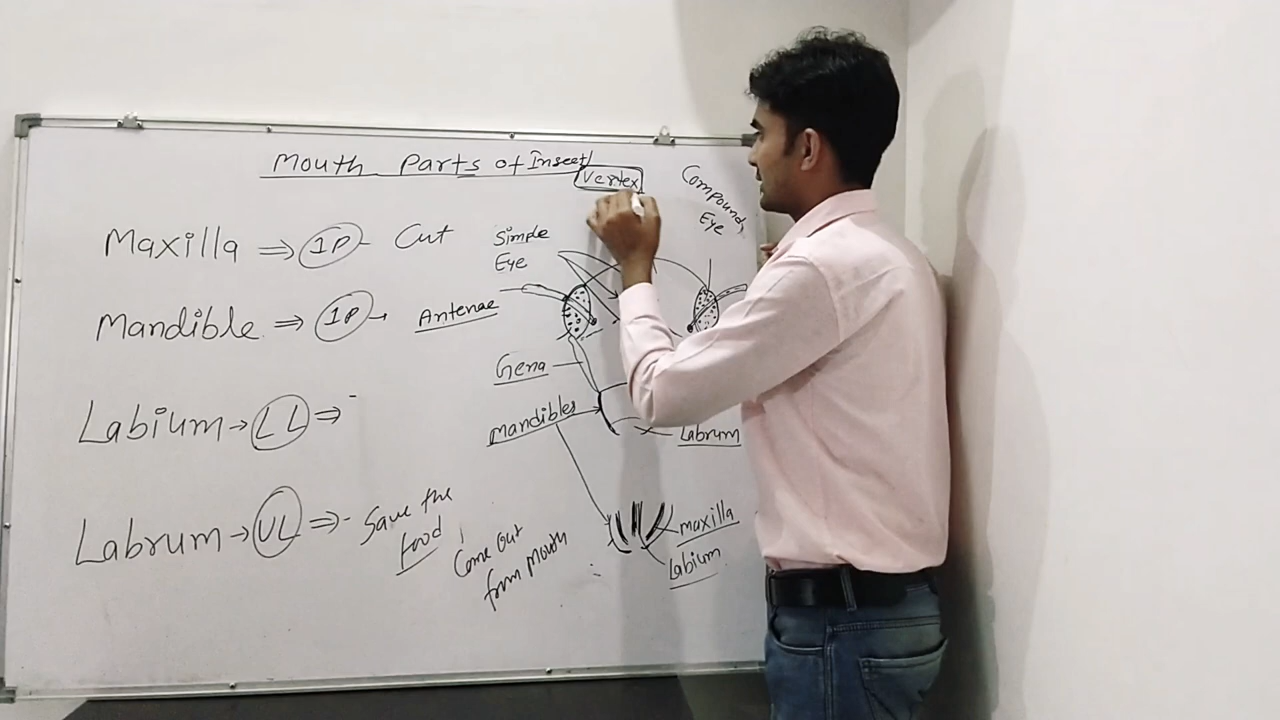 Mouth Parts of Insect
Vertex
Compound
Eye
Maxilla ⇒ 1P - Cut
Simple
Eye
Mandible ⇒ 1P →
Antenae
Gena
Labium → LL ⇒ -
mandibles
Labrum
Labrum → UL ⇒ - Save the
food
Come out
from mouth
maxilla
Labium